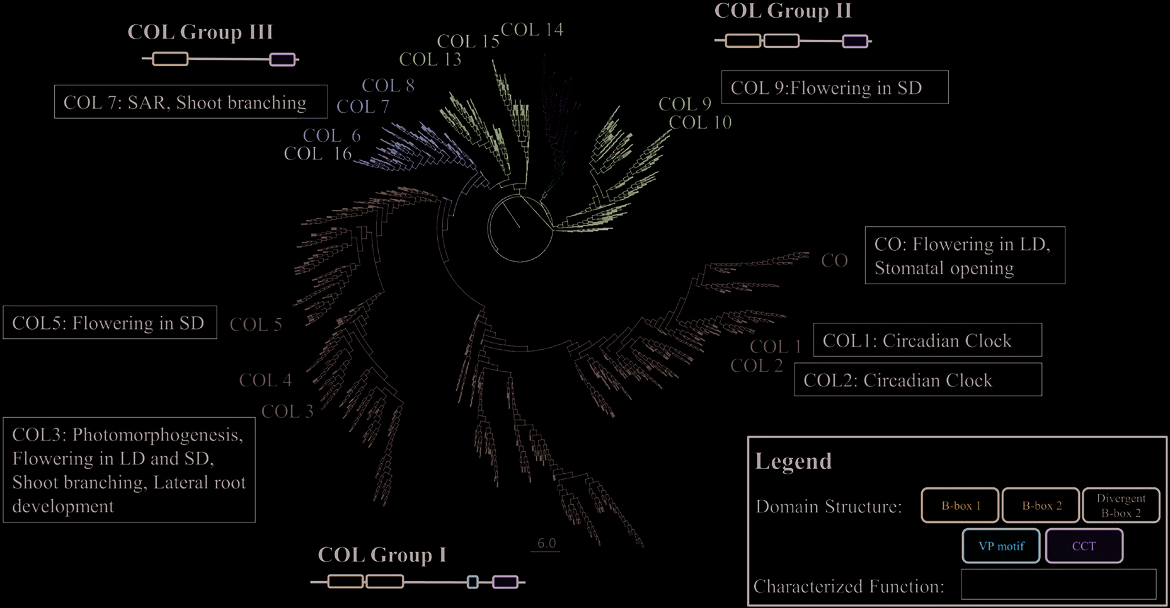 COL Group III
COL Group II
COL 7: SAR, Shoot branching
COL 9:Flowering in SD
COL 14
COL 15
COL 13
COL 8
COL 7
COL 6
COL 16
COL 9
COL 10
CO
CO: Flowering in LD,
Stomatal opening
COL5: Flowering in SD
COL 5
COL 1
COL1: Circadian Clock
COL 2
COL2: Circadian Clock
COL 4
COL 3
COL3: Photomorphogenesis,
Flowering in LD and SD,
Shoot branching, Lateral root
development
COL Group I
6.0
Legend
Domain Structure:
B-box 1
B-box 2
Divergent
B-box 2
VP motif
CCT
Characterized Function: